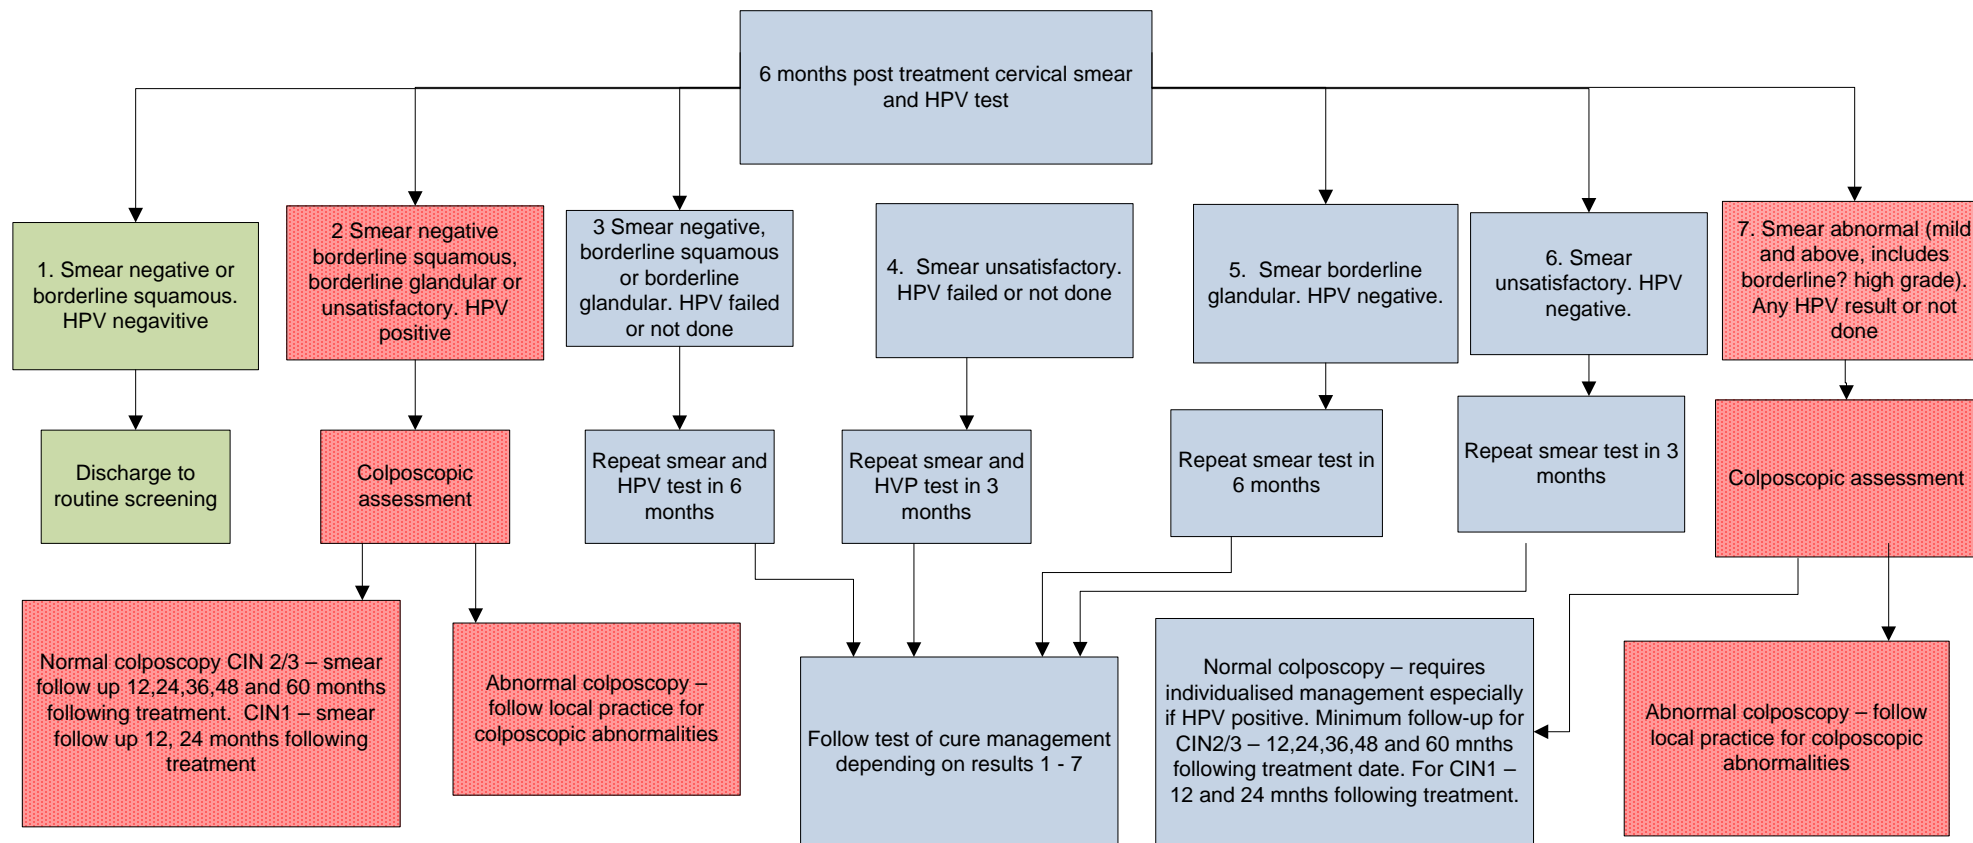 6 months post treatment cervical smear
and HPV test
1. Smear negative or
borderline squamous.
HPV negavitive
2 Smear negative
borderline squamous,
borderline glandular or
unsatisfactory. HPV
positive
3 Smear negative,
borderline squamous
or borderline
glandular. HPV failed
or not done
4.  Smear unsatisfactory.
HPV failed or not done
5.  Smear borderline
glandular. HPV negative.
6. Smear
unsatisfactory. HPV
negative.
7. Smear abnormal (mild
and above, includes
borderline? high grade).
Any HPV result or not
done
Discharge to
routine screening
Colposcopic
assessment
Repeat smear and
HPV test in 6
months
Repeat smear and
HVP test in 3
months
Repeat smear test in
6 months
Repeat smear test in 3
months
Colposcopic assessment
Normal colposcopy CIN 2/3 – smear
follow up 12,24,36,48 and 60 months
following treatment.  CIN1 – smear
follow up 12, 24 months following
treatment
Abnormal colposcopy –
follow local practice for
colposcopic abnormalities
Follow test of cure management
depending on results 1 - 7
Normal colposcopy – requires
individualised management especially
if HPV positive. Minimum follow-up for
CIN2/3 – 12,24,36,48 and 60 mnths
following treatment date. For CIN1 –
12 and 24 mnths following treatment.
Abnormal colposcopy – follow
local practice for colposcopic
abnormalities